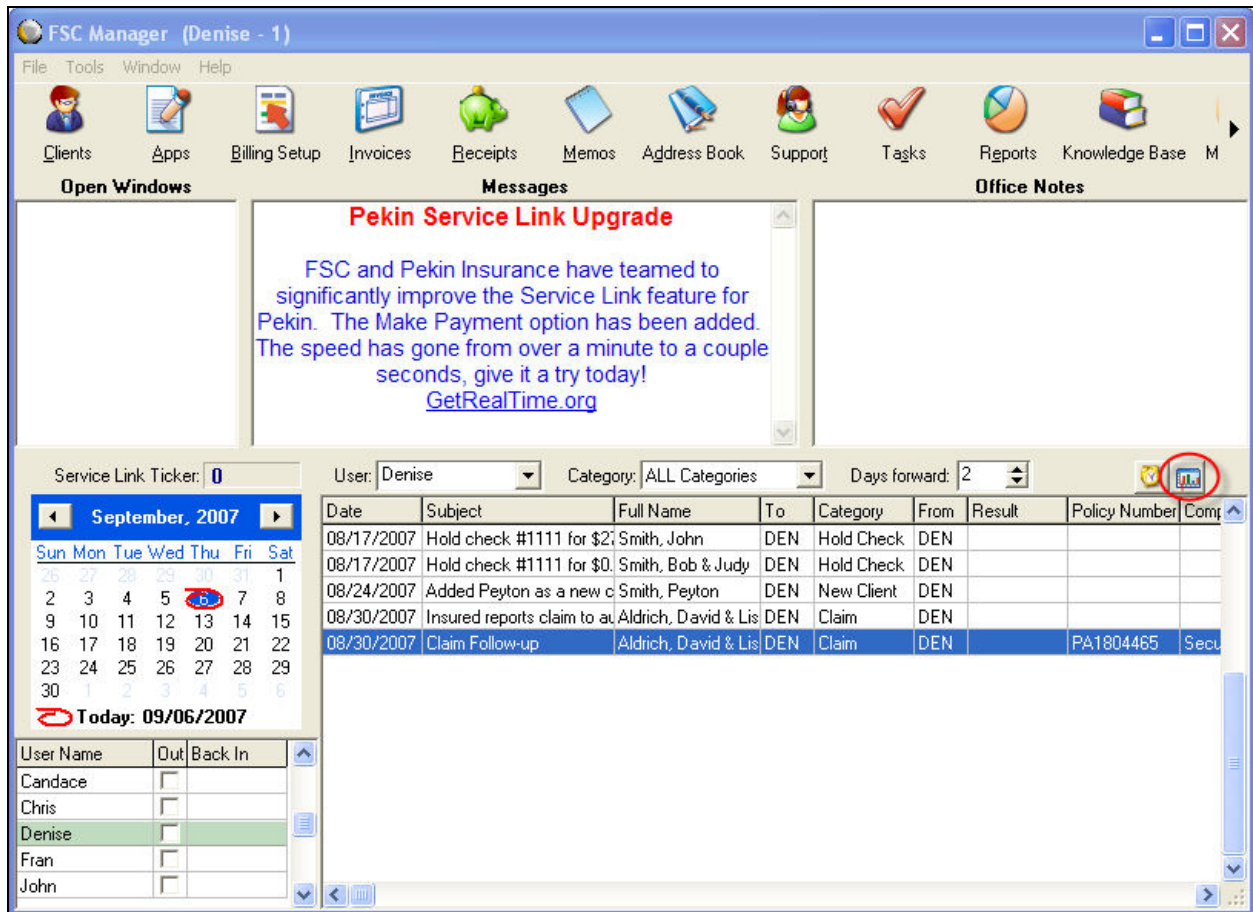 FSC Manager (Denise - 1)
File Tools Window Help
Clients Apps Billing Setup Invoices Receipts Memos Address Book Support Tasks Reports Knowledge Base M
Open Windows Messages Office Notes
Pekin Service Link Upgrade
FSC and Pekin Insurance have teamed to
significantly improve the Service Link feature for
Pekin. The Make Payment option has been added.
The speed has gone from over a minute to a couple
seconds, give it a try today!
GetRealTime.org
Service Link Ticker: 0 User: Denise Category: ALL Categories Days forward: 2
September, 2007
Sun Mon Tue Wed Thu Fri Sat
26 27 28 29 30 31 1
2 3 4 5 6 7 8
9 10 11 12 13 14 15
16 17 18 19 20 21 22
23 24 25 26 27 28 29
30 1 2 3 4 5 6
Today: 09/06/2007
User Name Out Back In
Candace
Chris
Denise
Fran
John
Date Subject Full Name To Category From Result Policy Number Comp
08/17/2007 Hold check #1111 for $2 Smith, John DEN Hold Check DEN
08/17/2007 Hold check #1111 for $0. Smith, Bob & Judy DEN Hold Check DEN
08/24/2007 Added Peyton as a new c Smith, Peyton DEN New Client DEN
08/30/2007 Insured reports claim to au Aldrich, David & Lis DEN Claim DEN
08/30/2007 Claim Follow-up Aldrich, David & Lis DEN Claim DEN PA1804465 Secu